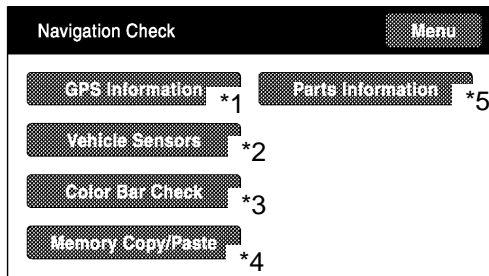 Navigation Check Menu
GPS Information *1 Parts Information *5
Vehicle Sensors *2
Color Bar Check *3
Memory Copy/Paste *4